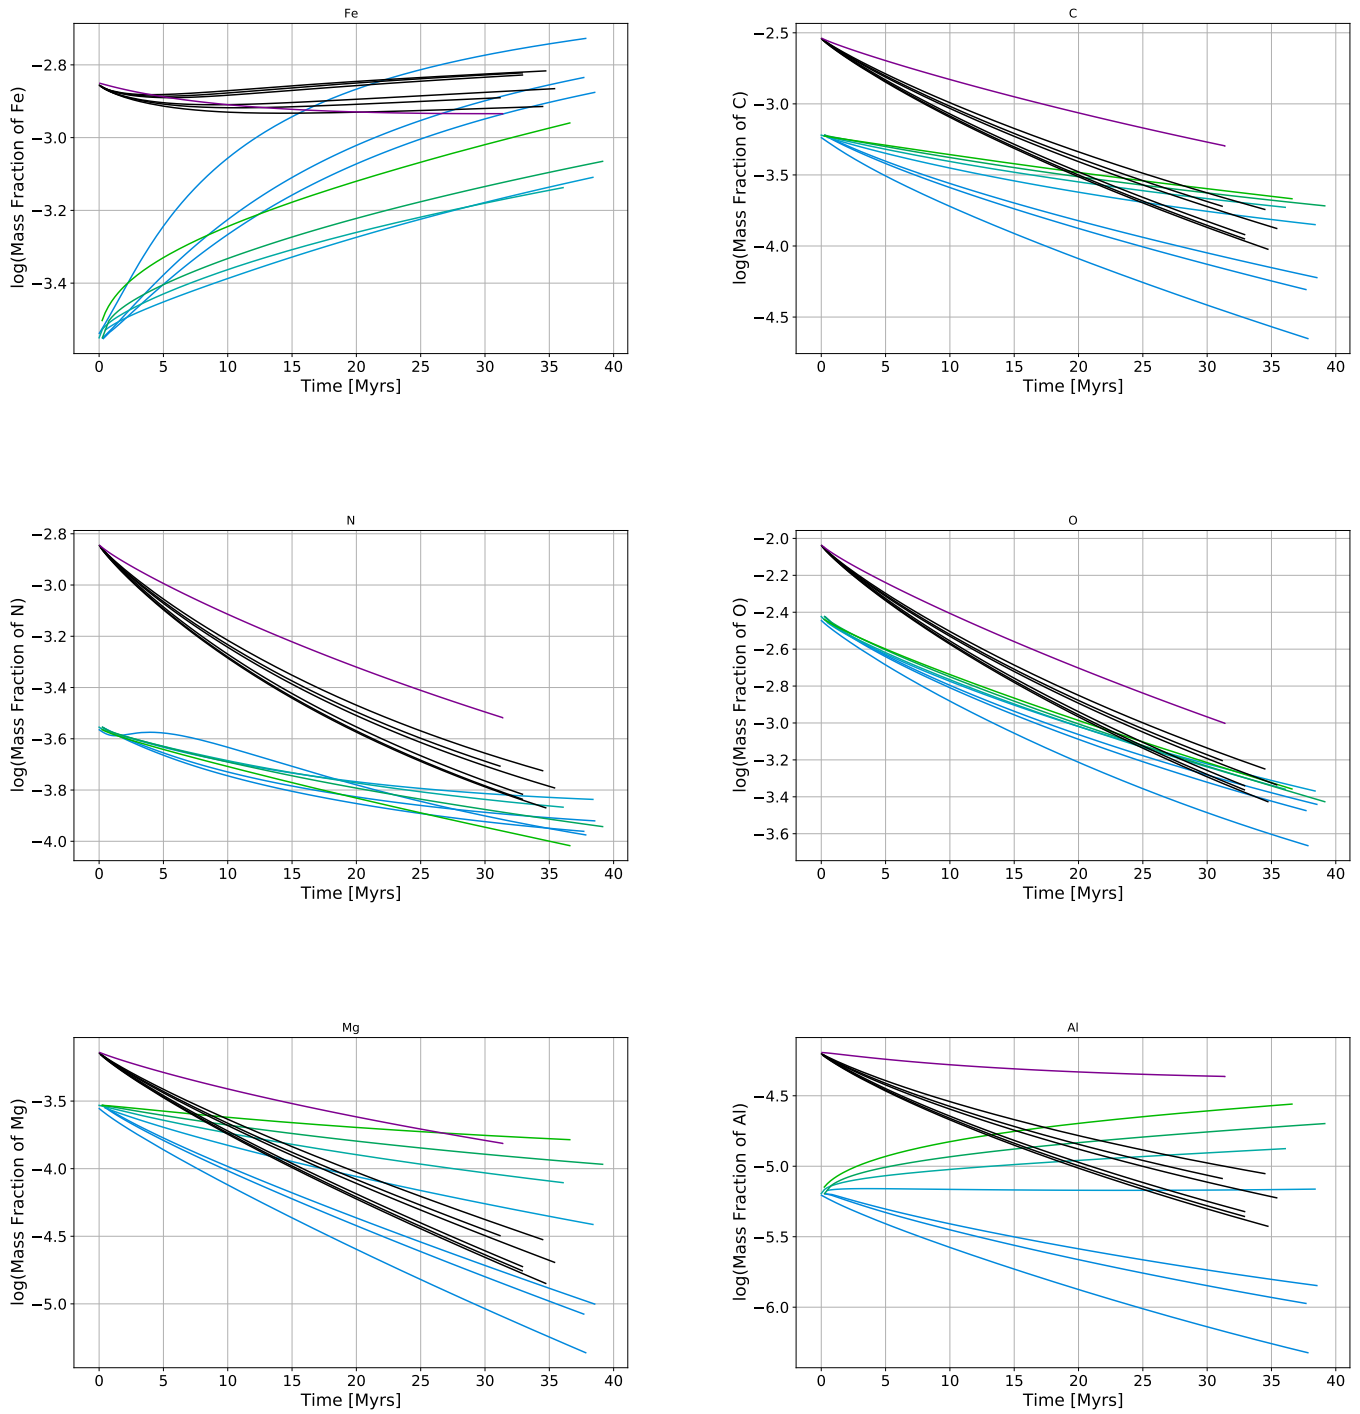 Fe
log(Mass Fraction of Fe)
−2.8
−3.0
−3.2
−3.4
0 5 10 15 20 25 30 35 40
Time [Myrs]
C
log(Mass Fraction of C)
−2.5
−3.0
−3.5
−4.0
−4.5
0 5 10 15 20 25 30 35 40
Time [Myrs]
N
log(Mass Fraction of N)
−2.8
−3.0
−3.2
−3.4
−3.6
−3.8
−4.0
0 5 10 15 20 25 30 35 40
Time [Myrs]
O
log(Mass Fraction of O)
−2.0
−2.2
−2.4
−2.6
−2.8
−3.0
−3.2
−3.4
−3.6
0 5 10 15 20 25 30 35 40
Time [Myrs]
Mg
log(Mass Fraction of Mg)
−3.5
−4.0
−4.5
−5.0
0 5 10 15 20 25 30 35 40
Time [Myrs]
Al
log(Mass Fraction of Al)
−4.5
−5.0
−5.5
−6.0
0 5 10 15 20 25 30 35 40
Time [Myrs]